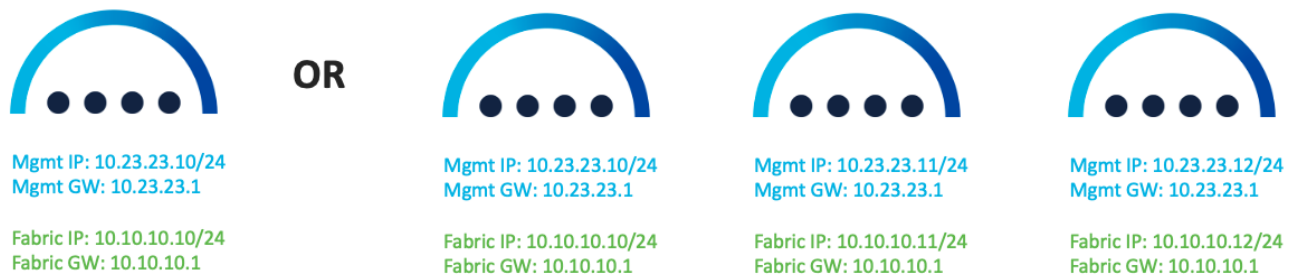 OR
Mgmt IP: 10.23.23.10/24
Mgmt GW: 10.23.23.1
Fabric IP: 10.10.10.10/24
Fabric GW: 10.10.10.1
Mgmt IP: 10.23.23.10/24
Mgmt GW: 10.23.23.1
Fabric IP: 10.10.10.10/24
Fabric GW: 10.10.10.1
Mgmt IP: 10.23.23.11/24
Mgmt GW: 10.23.23.1
Fabric IP: 10.10.10.11/24
Fabric GW: 10.10.10.1
Mgmt IP: 10.23.23.12/24
Mgmt GW: 10.23.23.1
Fabric IP: 10.10.10.12/24
Fabric GW: 10.10.10.1